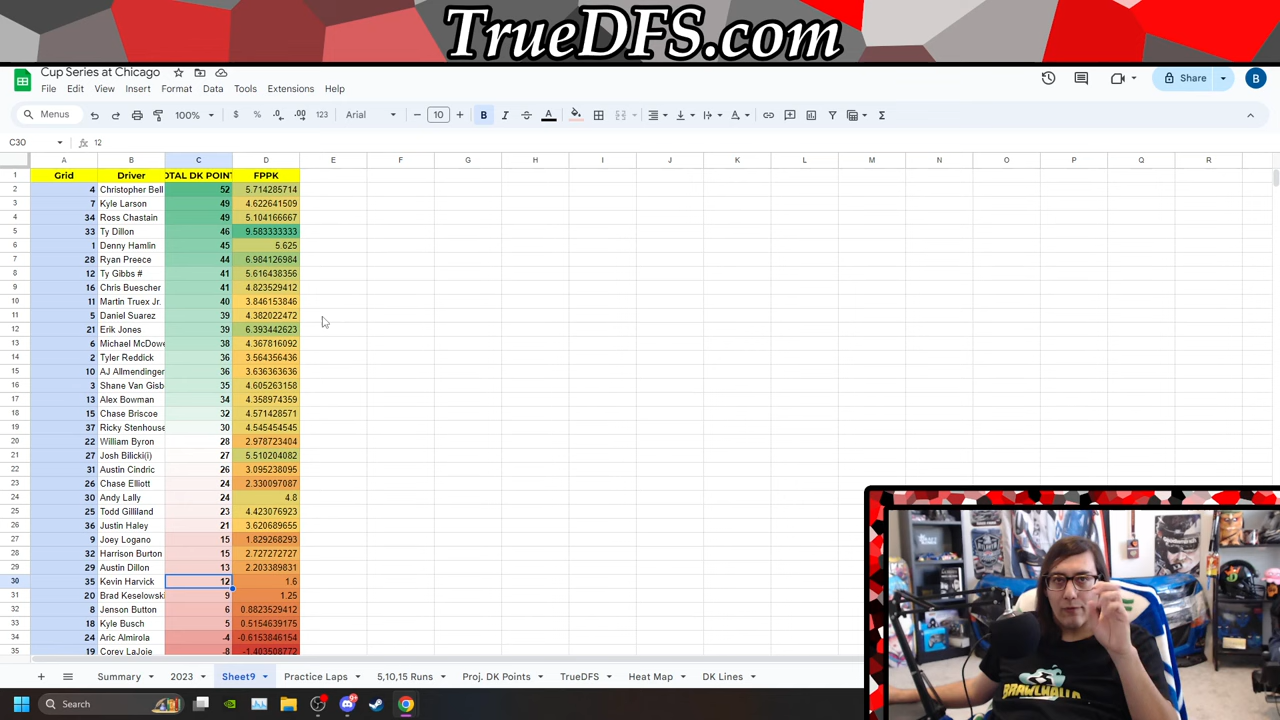 TrueDFS.com
Cup Series at Chicago
File Edit View Insert Format Data Tools Extensions Help
Share
B
Menus 100% $ % .0 .00 123 Arial 10 B I A
C30 12
A B C D E F G H I J K L M N O P Q R
1 Grid Driver OTAL DK POINT FPPK
2 4 Christopher Bell 52 5.714285714
3 7 Kyle Larson 49 4.622641509
4 34 Ross Chastain 49 5.104166667
5 33 Ty Dillon 46 9.583333333
6 1 Denny Hamlin 45 5.625
7 28 Ryan Preece 44 6.984126984
8 12 Ty Gibbs # 41 5.616438356
9 16 Chris Buescher 41 4.823529412
10 11 Martin Truex Jr. 40 3.846153846
11 5 Daniel Suarez 39 4.382022472
12 21 Erik Jones 39 6.393442623
13 6 Michael McDowe 38 4.367816092
14 2 Tyler Reddick 36 3.564356436
15 10 AJ Allmendinger 36 3.636363636
16 3 Shane Van Gisb 35 4.605263158
17 13 Alex Bowman 34 4.358974359
18 15 Chase Briscoe 32 4.571428571
19 37 Ricky Stenhouse 30 4.545454545
20 22 William Byron 28 2.978723404
21 27 Josh Bilicki(i) 27 5.510204082
22 31 Austin Cindric 26 3.095238095
23 26 Chase Elliott 24 2.330097087
24 30 Andy Lally 24 4.8
25 25 Todd Gilliland 23 4.423076923
26 36 Justin Haley 21 3.620689655
27 9 Joey Logano 15 1.829268293
28 32 Harrison Burton 15 2.727272727
29 29 Austin Dillon 13 2.203389831
30 35 Kevin Harvick 12 1.6
31 20 Brad Keselowski 9 1.25
32 8 Jenson Button 6 0.8823529412
33 18 Kyle Busch 5 0.5154639175
34 24 Aric Almirola -4 -0.6153846154
35 19 Corey LaJoie -8 -1.403508772
Summary 2023 Sheet9 Practice Laps 5,10,15 Runs Proj. DK Points TrueDFS Heat Map DK Lines
Search
BRAWLHALLA